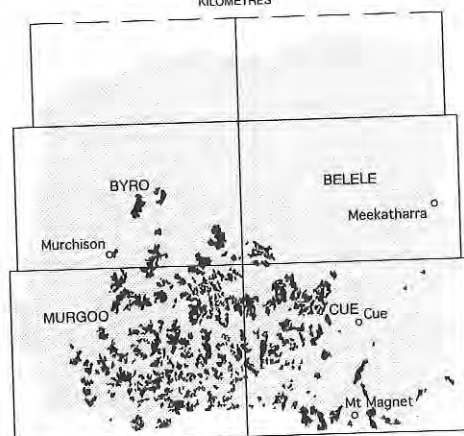 KILOMETRES
BYRO
BELELE
Meekatharra
Murchison
MURGOO
CUE
Cue
Mt Magnet